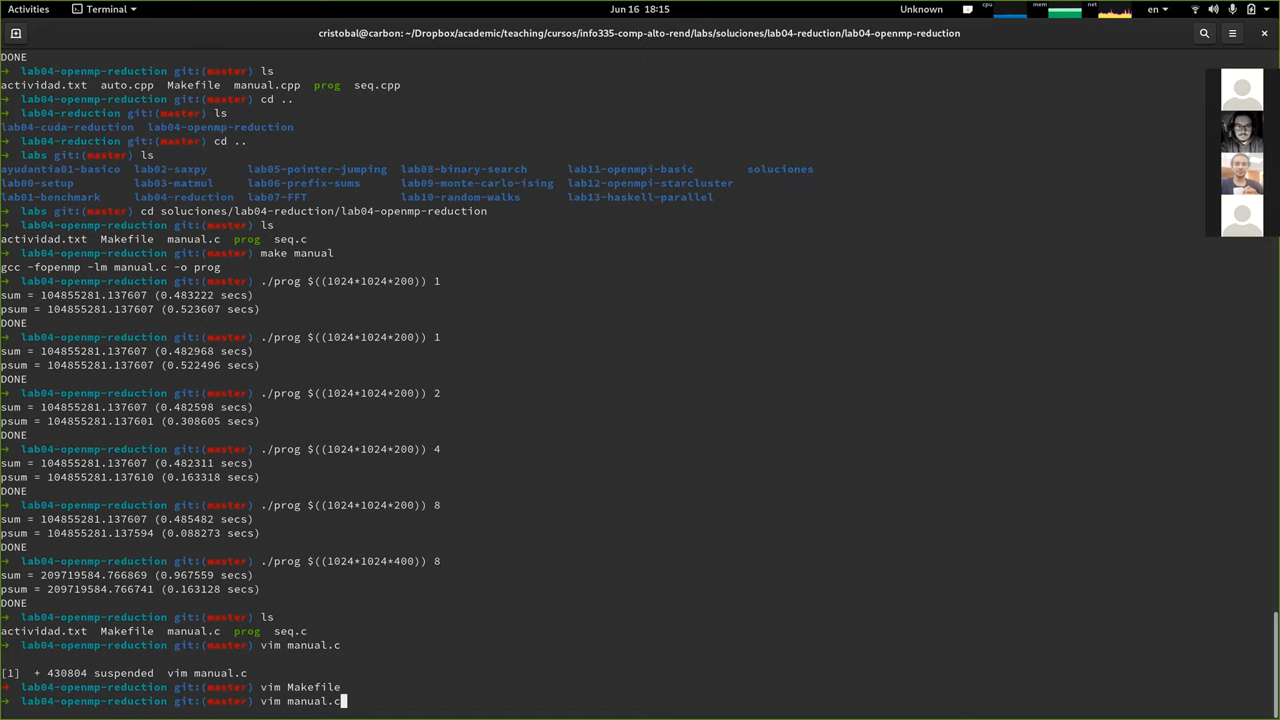 Activities Terminal Jun 16 18:15 Unknown cpu mem net en
cristobal@carbon: ~/Dropbox/academic/teaching/cursos/info335-comp-alto-rend/labs/soluciones/lab04-reduction/lab04-openmp-reduction
DONE
➜ lab04-openmp-reduction git:(master) ls
actividad.txt auto.cpp Makefile manual.cpp prog seq.cpp
➜ lab04-openmp-reduction git:(master) cd ..
➜ lab04-reduction git:(master) ls
lab04-cuda-reduction lab04-openmp-reduction
➜ lab04-reduction git:(master) cd ..
➜ labs git:(master) ls
ayudantia01-basico lab02-saxpy lab05-pointer-jumping lab08-binary-search lab11-openmpi-basic soluciones
lab00-setup lab03-matmul lab06-prefix-sums lab09-monte-carlo-ising lab12-openmpi-starcluster
lab01-benchmark lab04-reduction lab07-FFT lab10-random-walks lab13-haskell-parallel
➜ labs git:(master) cd soluciones/lab04-reduction/lab04-openmp-reduction
➜ lab04-openmp-reduction git:(master) ls
actividad.txt Makefile manual.c prog seq.c
➜ lab04-openmp-reduction git:(master) make manual
gcc -fopenmp -lm manual.c -o prog
➜ lab04-openmp-reduction git:(master) ./prog $((1024*1024*200)) 1
sum = 104855281.137607 (0.483222 secs)
psum = 104855281.137607 (0.523607 secs)
DONE
➜ lab04-openmp-reduction git:(master) ./prog $((1024*1024*200)) 1
sum = 104855281.137607 (0.482968 secs)
psum = 104855281.137607 (0.522496 secs)
DONE
➜ lab04-openmp-reduction git:(master) ./prog $((1024*1024*200)) 2
sum = 104855281.137607 (0.482598 secs)
psum = 104855281.137601 (0.308605 secs)
DONE
➜ lab04-openmp-reduction git:(master) ./prog $((1024*1024*200)) 4
sum = 104855281.137607 (0.482311 secs)
psum = 104855281.137610 (0.163318 secs)
DONE
➜ lab04-openmp-reduction git:(master) ./prog $((1024*1024*200)) 8
sum = 104855281.137607 (0.485482 secs)
psum = 104855281.137594 (0.088273 secs)
DONE
➜ lab04-openmp-reduction git:(master) ./prog $((1024*1024*400)) 8
sum = 209719584.766869 (0.967559 secs)
psum = 209719584.766741 (0.163128 secs)
DONE
➜ lab04-openmp-reduction git:(master) ls
actividad.txt Makefile manual.c prog seq.c
➜ lab04-openmp-reduction git:(master) vim manual.c
[1] + 430804 suspended vim manual.c
➜ lab04-openmp-reduction git:(master) vim Makefile
➜ lab04-openmp-reduction git:(master) vim manual.c